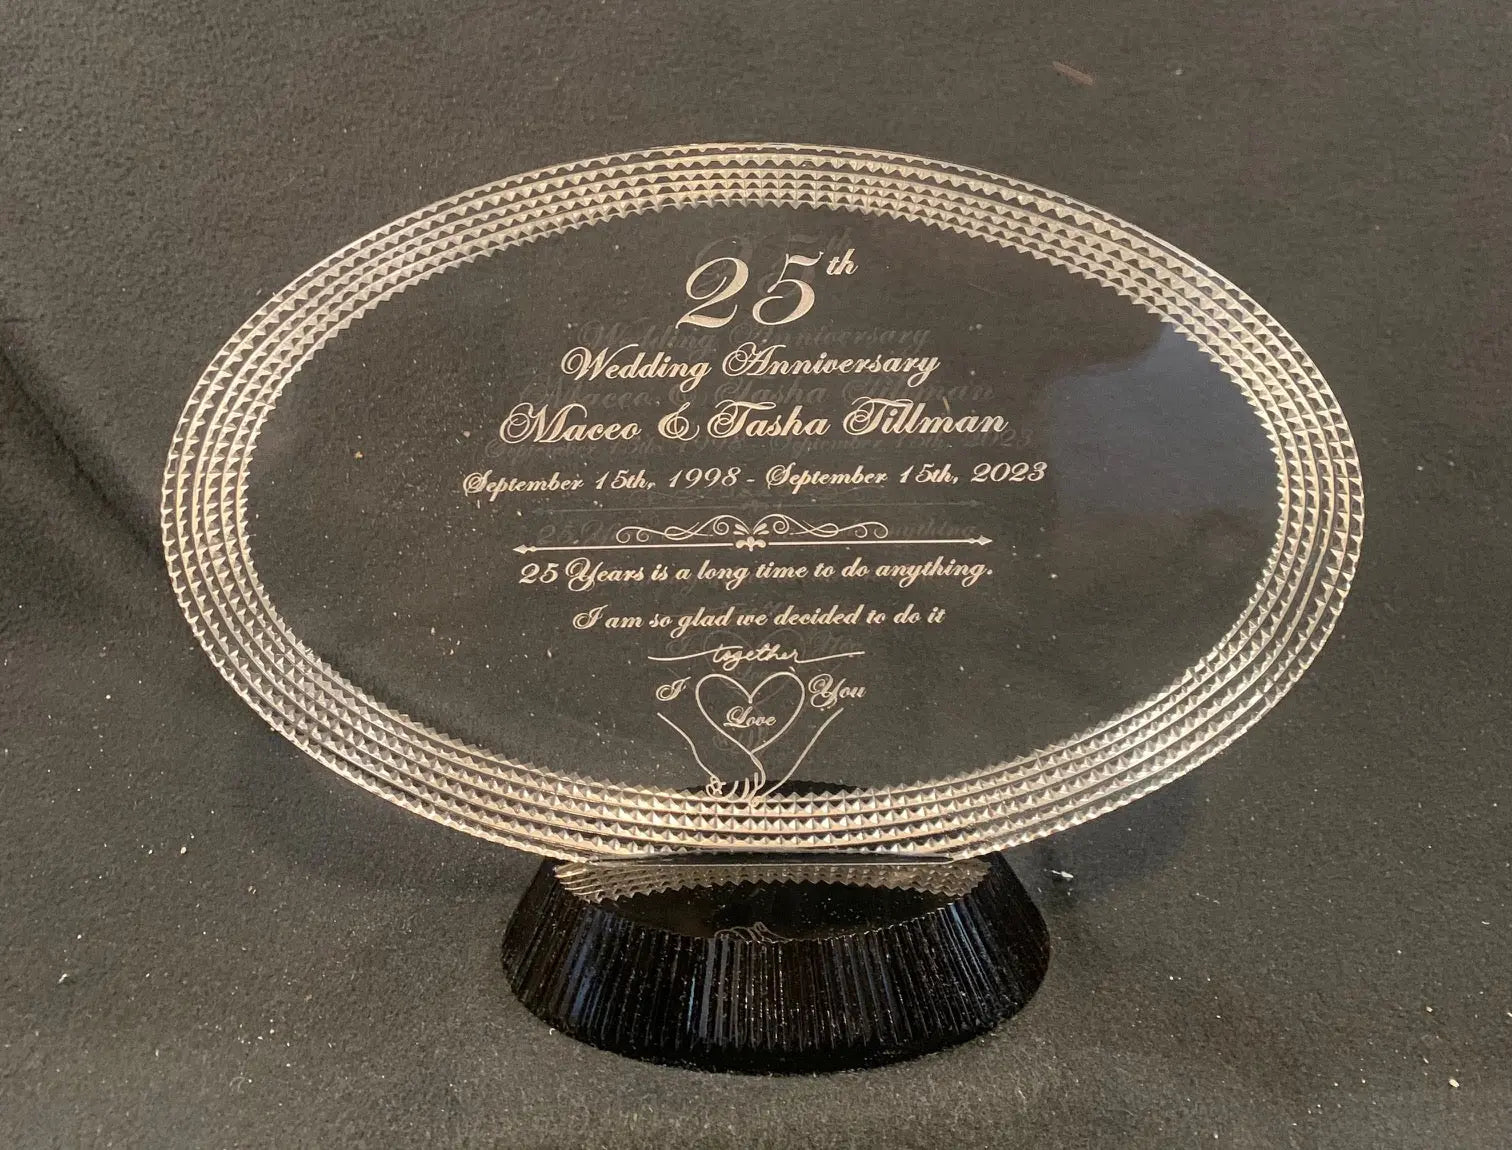 25th
Wedding Anniversary
Maceo & Tasha Tillman
September 15th, 1998 - September 15th, 2023
25 Years is a long time to do anything.
I am so glad we decided to do it
together
I Love You